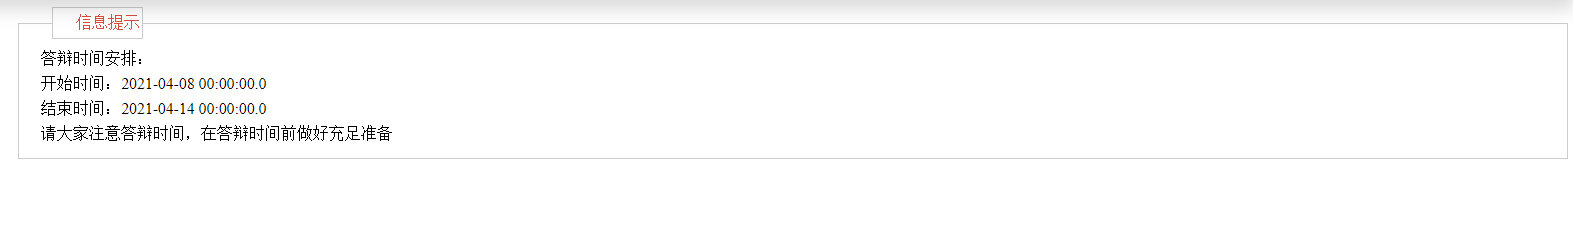 信息提示
答辩时间安排：
开始时间：2021-04-08 00:00:00.0
结束时间：2021-04-14 00:00:00.0
请大家注意答辩时间，在答辩时间前做好充足准备